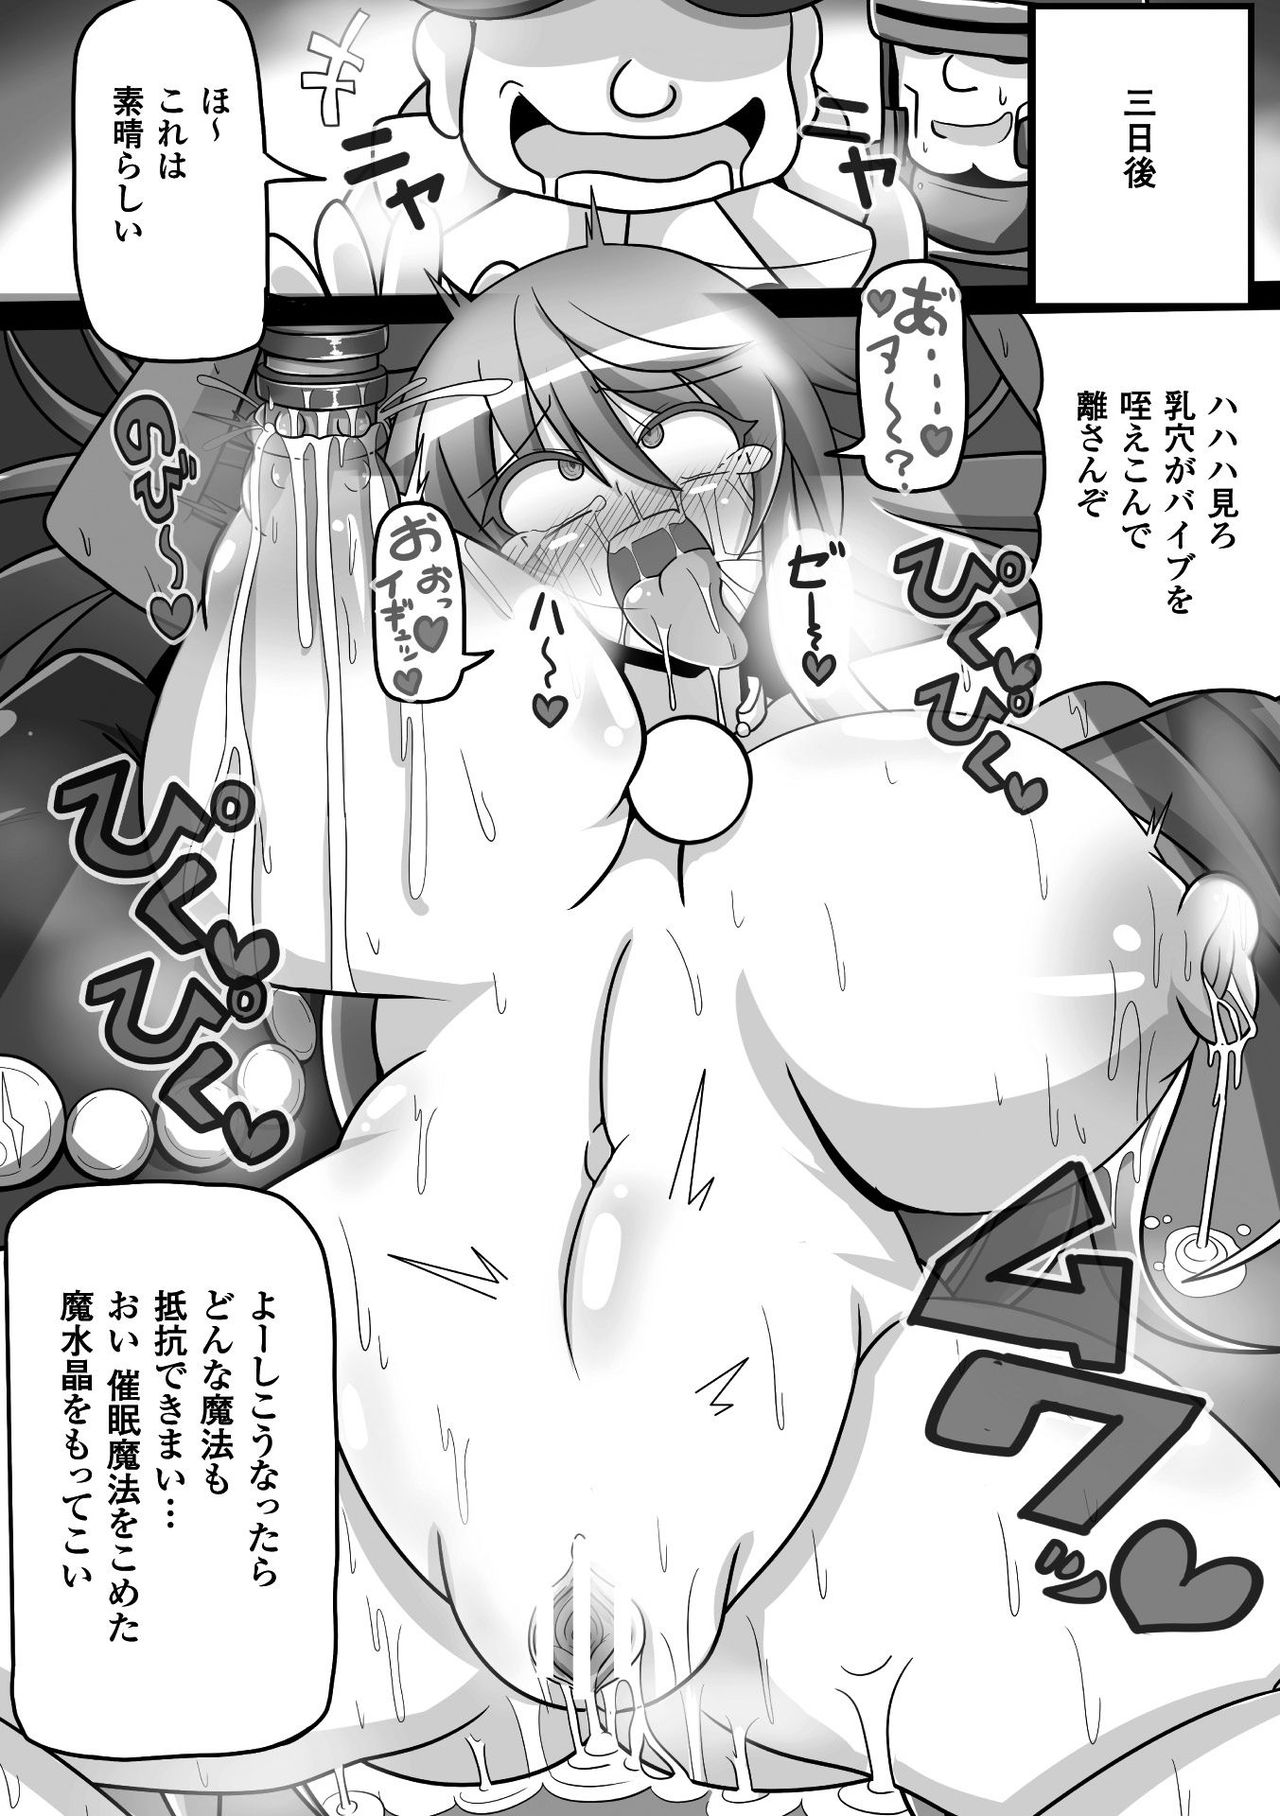 三日後
ほ～
これは
素晴らしい
ニヤ
ニヤ
ハハハ見ろ
乳穴がバイブを
咥えこんで
離さんぞ
あ・・・・♥
♥ヌ～～?
おおっ♥
イギュッ♥
ハ～♥
ゼー♥
ぴく♥
ぴく♥
ぴく♥
ぴく♥
ムワッ♥
よーしこうなったら
どんな魔法も
抵抗できまい…
おい 催眠魔法をこめた
魔水晶をもってこい